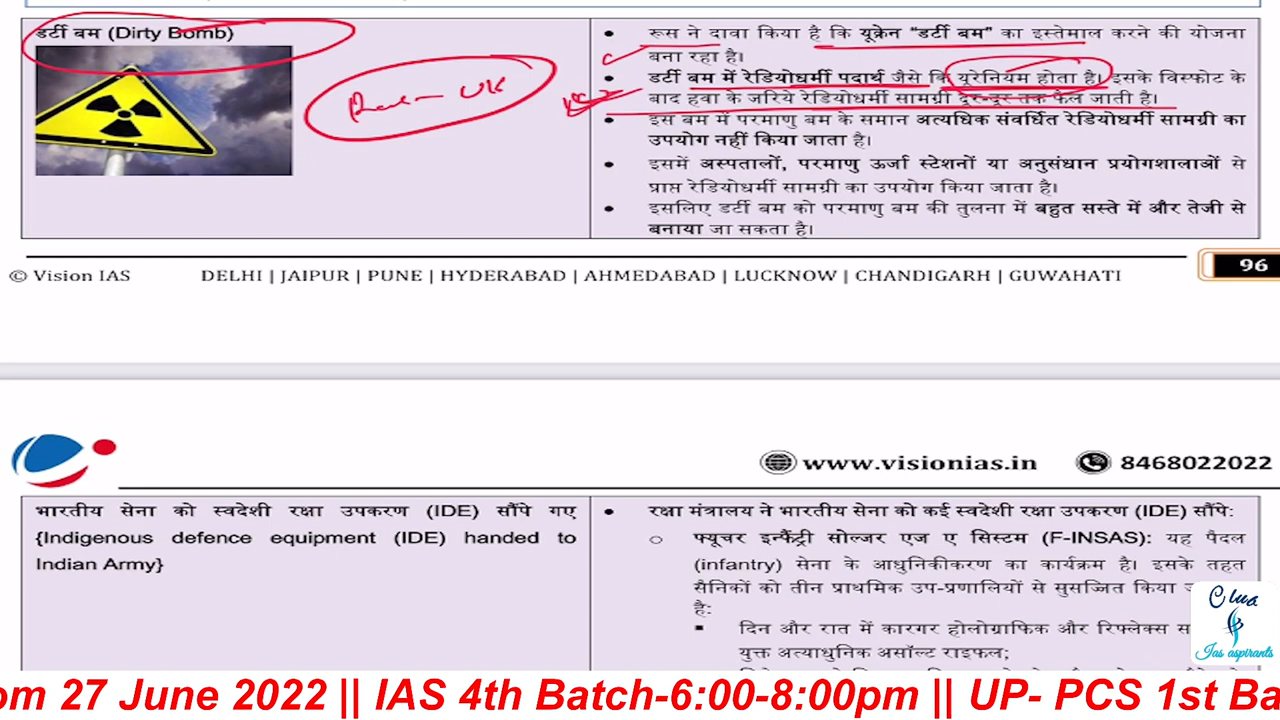 डर्टी बम (Dirty Bomb)
UK
• रूस ने दावा किया है कि यूक्रेन “डर्टी बम” का इस्तेमाल करने की योजना
बना रहा है।
• डर्टी बम में रेडियोधर्मी पदार्थ जैसे कि यूरेनियम होता है। इसके विस्फोट के
बाद हवा के जरिये रेडियोधर्मी सामग्री दूर-दूर तक फैल जाती है।
• इस बम में परमाणु बम के समान अत्यधिक संवर्धित रेडियोधर्मी सामग्री का
उपयोग नहीं किया जाता है।
• इसमें अस्पतालों, परमाणु ऊर्जा स्टेशनों या अनुसंधान प्रयोगशालाओं से
प्राप्त रेडियोधर्मी सामग्री का उपयोग किया जाता है।
• इसलिए डर्टी बम को परमाणु बम की तुलना में बहुत सस्ते में और तेजी से
बनाया जा सकता है।
© Vision IAS DELHI | JAIPUR | PUNE | HYDERABAD | AHMEDABAD | LUCKNOW | CHANDIGARH | GUWAHATI 96
www.visionias.in 8468022022
भारतीय सेना को स्वदेशी रक्षा उपकरण (IDE) सौंपे गए
{Indigenous defence equipment (IDE) handed to
Indian Army}
• रक्षा मंत्रालय ने भारतीय सेना को कई स्वदेशी रक्षा उपकरण (IDE) सौंपे:
o फ्यूचर इन्फैंट्री सोल्जर एज ए सिस्टम (F-INSAS): यह पैदल
(infantry) सेना के आधुनिकीकरण का कार्यक्रम है। इसके तहत
सैनिकों को तीन प्राथमिक उप-प्रणालियों से सुसज्जित किया
है:
▪ दिन और रात में कारगर होलोग्राफिक और रिफ्लेक्स
युक्त अत्याधुनिक असॉल्ट राइफल;
Ias aspirants
om 27 June 2022 || IAS 4th Batch-6:00-8:00pm || UP- PCS 1st Ba